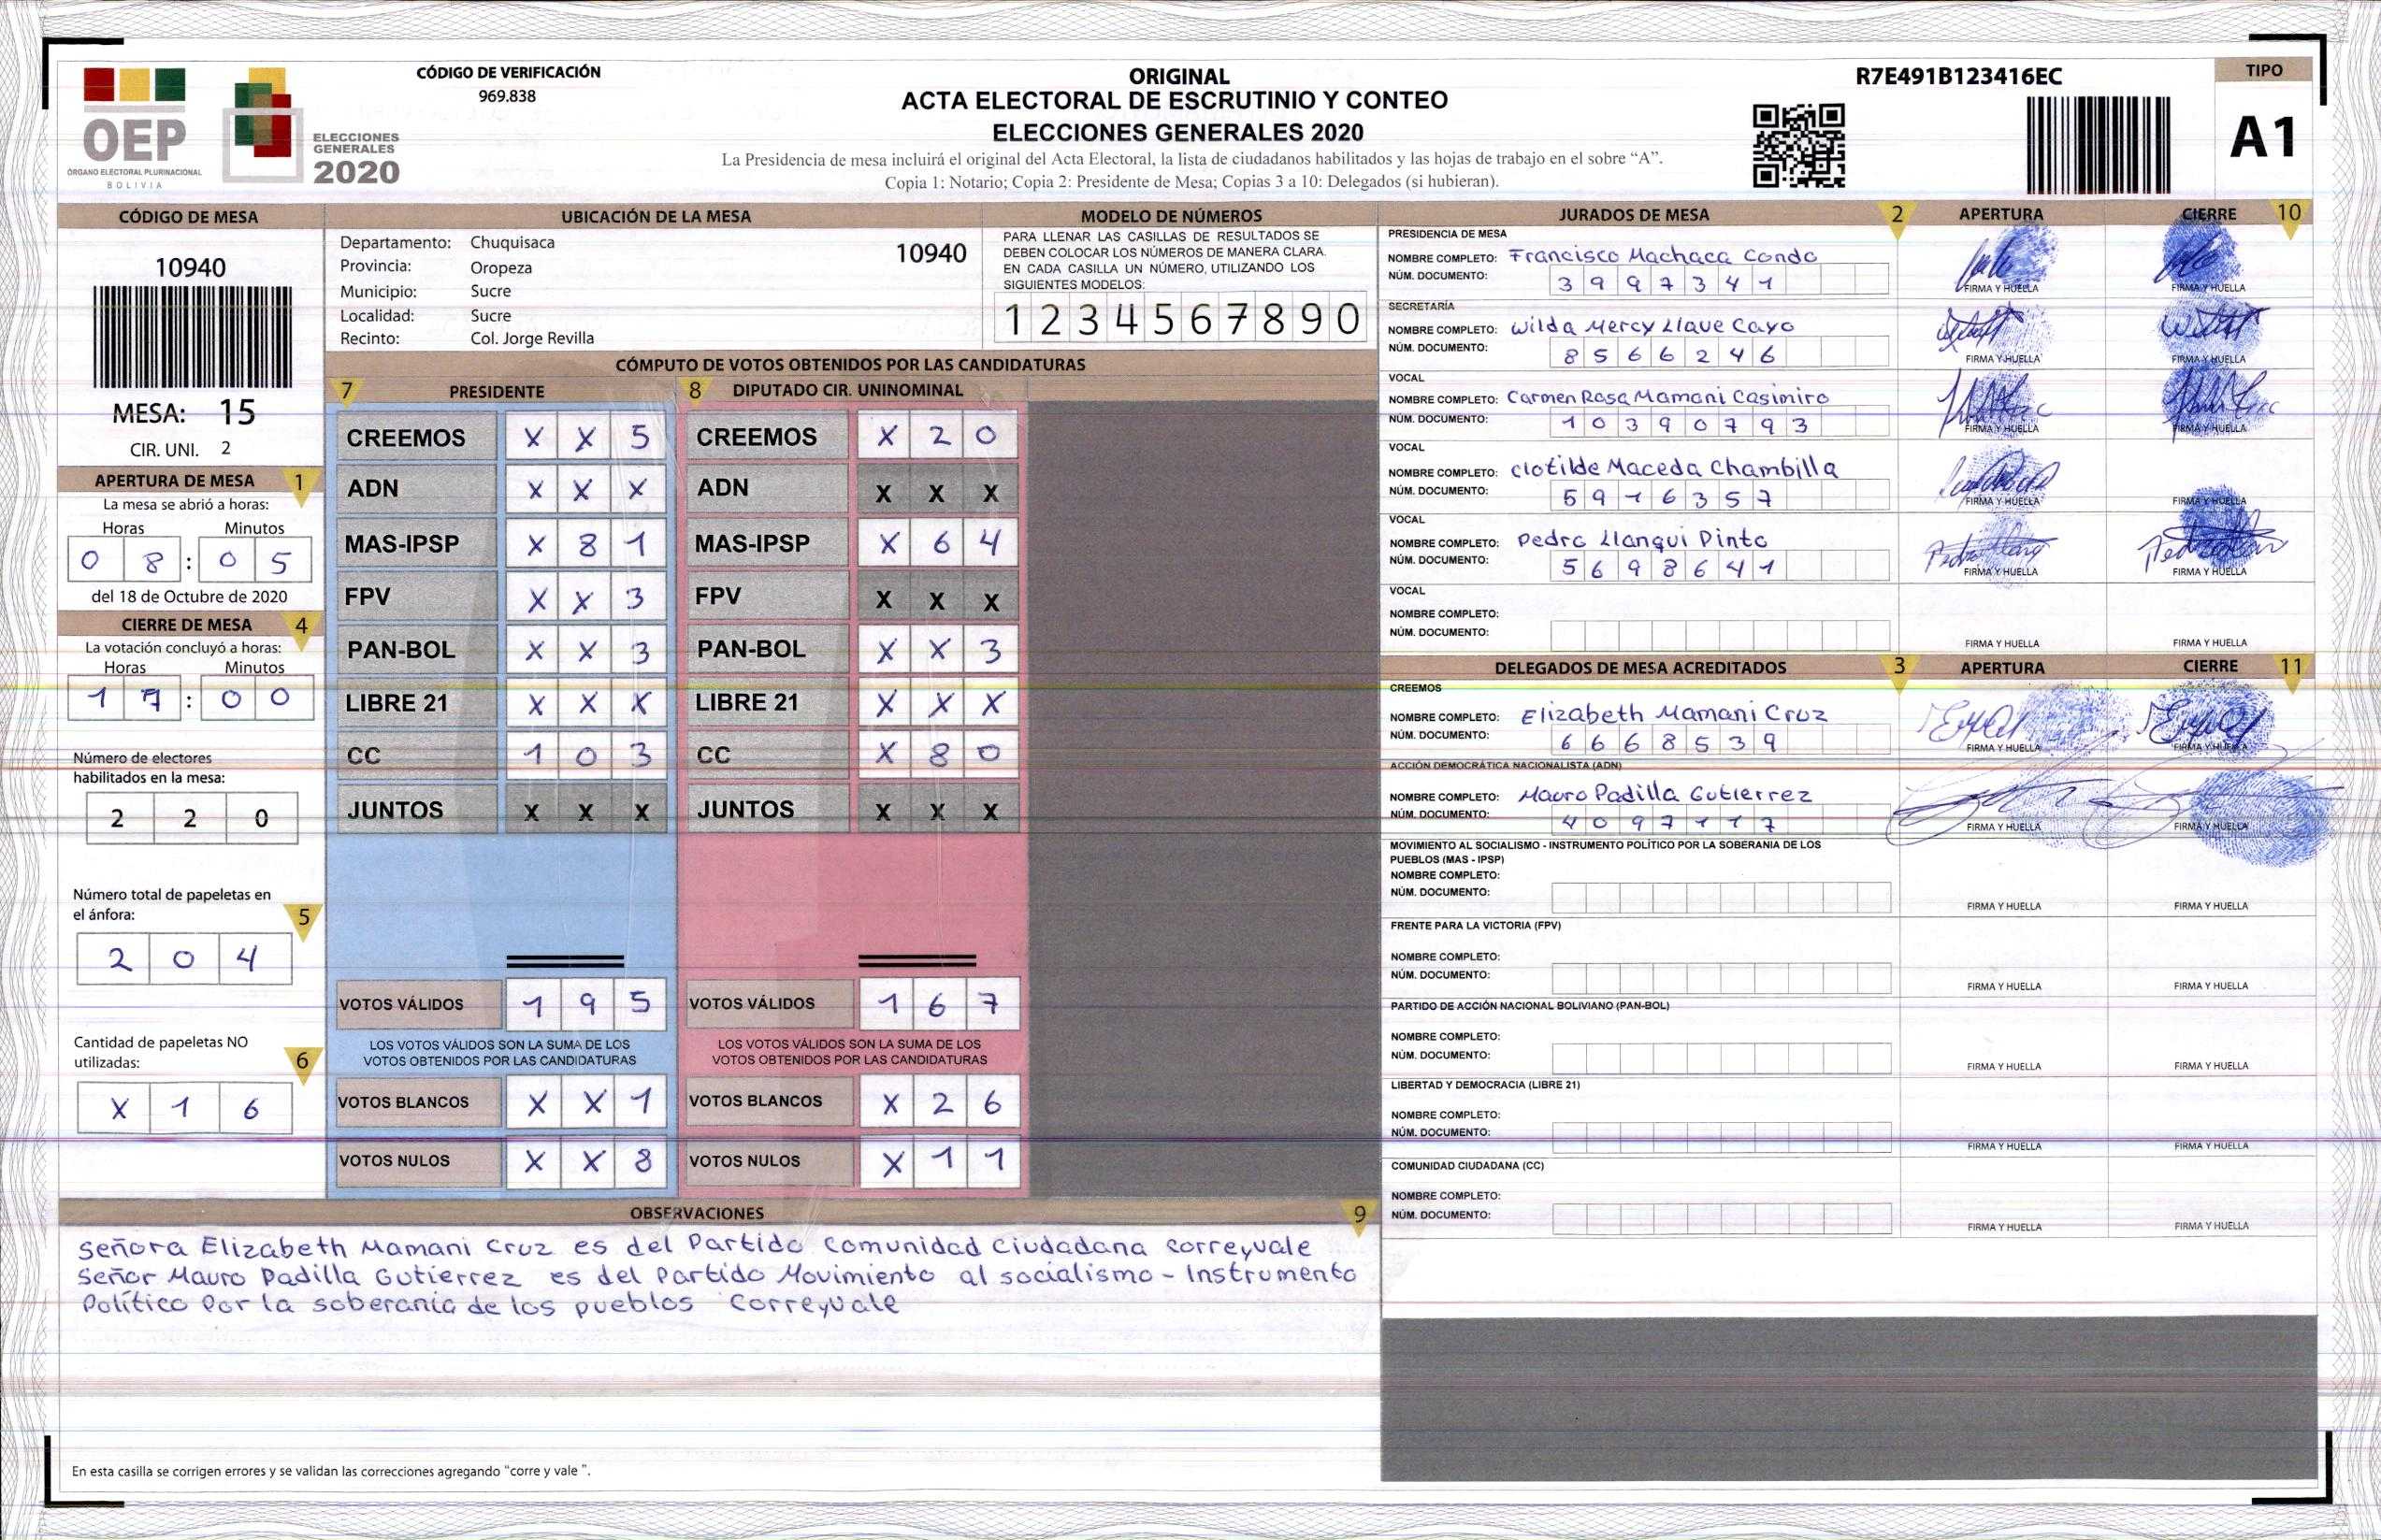 CÓDIGO DE VERIFICACIÓN
969.838
OEP
ÓRGANO ELECTORAL PLURINACIONAL
BOLIVIA
ELECCIONES
GENERALES
2020
ORIGINAL
ACTA ELECTORAL DE ESCRUTINIO Y CONTEO
ELECCIONES GENERALES 2020
La Presidencia de mesa incluirá el original del Acta Electoral, la lista de ciudadanos habilitados y las hojas de trabajo en el sobre “A”.
Copia 1: Notario; Copia 2: Presidente de Mesa; Copias 3 a 10: Delegados (si hubieran).
R7E491B123416EC
TIPO
A1
CÓDIGO DE MESA
10940
MESA: 15
CIR. UNI. 2
APERTURA DE MESA 1
La mesa se abrió a horas:
Horas Minutos
0 8 : 0 5
del 18 de Octubre de 2020
CIERRE DE MESA 4
La votación concluyó a horas:
Horas Minutos
1 7 : 0 0
Número de electores
habilitados en la mesa:
2 2 0
Número total de papeletas en
el ánfora: 5
2 0 4
Cantidad de papeletas NO
utilizadas: 6
X 1 6
UBICACIÓN DE LA MESA
Departamento: Chuquisaca 10940
Provincia: Oropeza
Municipio: Sucre
Localidad: Sucre
Recinto: Col. Jorge Revilla
MODELO DE NÚMEROS
PARA LLENAR LAS CASILLAS DE RESULTADOS SE
DEBEN COLOCAR LOS NÚMEROS DE MANERA CLARA.
EN CADA CASILLA UN NÚMERO, UTILIZANDO LOS
SIGUIENTES MODELOS:
1 2 3 4 5 6 7 8 9 0
CÓMPUTO DE VOTOS OBTENIDOS POR LAS CANDIDATURAS
7 PRESIDENTE 8 DIPUTADO CIR. UNINOMINAL
CREEMOS X X 5 CREEMOS X 2 0
ADN X X X ADN X X X
MAS-IPSP X 8 1 MAS-IPSP X 6 4
FPV X X 3 FPV X X X
PAN-BOL X X 3 PAN-BOL X X 3
LIBRE 21 X X X LIBRE 21 X X X
CC 1 0 3 CC X 8 0
JUNTOS X X X JUNTOS X X X
VOTOS VÁLIDOS 1 9 5 VOTOS VÁLIDOS 1 6 7
LOS VOTOS VÁLIDOS SON LA SUMA DE LOS LOS VOTOS VÁLIDOS SON LA SUMA DE LOS
VOTOS OBTENIDOS POR LAS CANDIDATURAS VOTOS OBTENIDOS POR LAS CANDIDATURAS
VOTOS BLANCOS X X 1 VOTOS BLANCOS X 2 6
VOTOS NULOS X X 8 VOTOS NULOS X 1 1
OBSERVACIONES 9
Señora Elizabeth Mamani Cruz es del Partido Comunidad Ciudadana correyvale
Señor Mauro Padilla Gutierrez es del Partido Movimiento al socialismo - Instrumento
Político Por la soberanía de los pueblos Correyvale
En esta casilla se corrigen errores y se validan las correcciones agregando “corre y vale ”.
JURADOS DE MESA 2 APERTURA CIERRE 10
PRESIDENCIA DE MESA
NOMBRE COMPLETO: Francisco Machaca Condo
NÚM. DOCUMENTO: 3 9 9 7 3 4 1
FIRMA Y HUELLA FIRMA Y HUELLA
SECRETARÍA
NOMBRE COMPLETO: Wilda Mercy Llave Cayo
NÚM. DOCUMENTO: 8 5 6 6 2 4 6
FIRMA Y HUELLA FIRMA Y HUELLA
VOCAL
NOMBRE COMPLETO: Carmen Rosa Mamani Casimiro
NÚM. DOCUMENTO: 1 0 3 9 0 7 9 3
FIRMA Y HUELLA FIRMA Y HUELLA
VOCAL
NOMBRE COMPLETO: Clotilde Maceda Chambilla
NÚM. DOCUMENTO: 5 9 1 6 3 5 7
FIRMA Y HUELLA FIRMA Y HUELLA
VOCAL
NOMBRE COMPLETO: Pedro Llanqui Pinto
NÚM. DOCUMENTO: 5 6 9 8 6 4 1
FIRMA Y HUELLA FIRMA Y HUELLA
VOCAL
NOMBRE COMPLETO:
NÚM. DOCUMENTO:
FIRMA Y HUELLA FIRMA Y HUELLA
DELEGADOS DE MESA ACREDITADOS 3 APERTURA CIERRE 11
CREEMOS
NOMBRE COMPLETO: Elizabeth Mamani Cruz
NÚM. DOCUMENTO: 6 6 6 8 5 3 9
FIRMA Y HUELLA FIRMA Y HUELLA
ACCIÓN DEMOCRÁTICA NACIONALISTA (ADN)
NOMBRE COMPLETO: Mauro Padilla Gutierrez
NÚM. DOCUMENTO: 4 0 9 7 1 1 7
FIRMA Y HUELLA FIRMA Y HUELLA
MOVIMIENTO AL SOCIALISMO - INSTRUMENTO POLÍTICO POR LA SOBERANIA DE LOS
PUEBLOS (MAS - IPSP)
NOMBRE COMPLETO:
NÚM. DOCUMENTO:
FIRMA Y HUELLA FIRMA Y HUELLA
FRENTE PARA LA VICTORIA (FPV)
NOMBRE COMPLETO:
NÚM. DOCUMENTO:
FIRMA Y HUELLA FIRMA Y HUELLA
PARTIDO DE ACCIÓN NACIONAL BOLIVIANO (PAN-BOL)
NOMBRE COMPLETO:
NÚM. DOCUMENTO:
FIRMA Y HUELLA FIRMA Y HUELLA
LIBERTAD Y DEMOCRACIA (LIBRE 21)
NOMBRE COMPLETO:
NÚM. DOCUMENTO:
FIRMA Y HUELLA FIRMA Y HUELLA
COMUNIDAD CIUDADANA (CC)
NOMBRE COMPLETO:
NÚM. DOCUMENTO:
FIRMA Y HUELLA FIRMA Y HUELLA